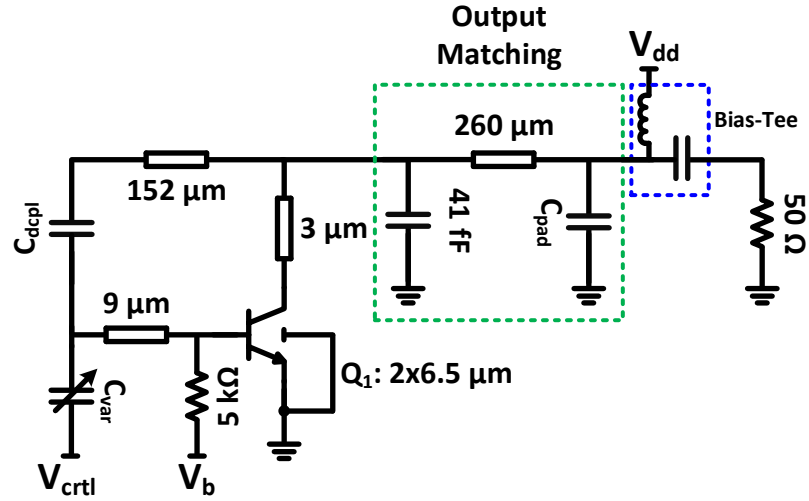 Output
Matching
V_dd
Bias-Tee
260 µm
152 µm
3 µm
41 fF
C_pad
50 Ω
C_dcpl
9 µm
C_var
5 kΩ
Q_1: 2x6.5 µm
V_crtl
V_b